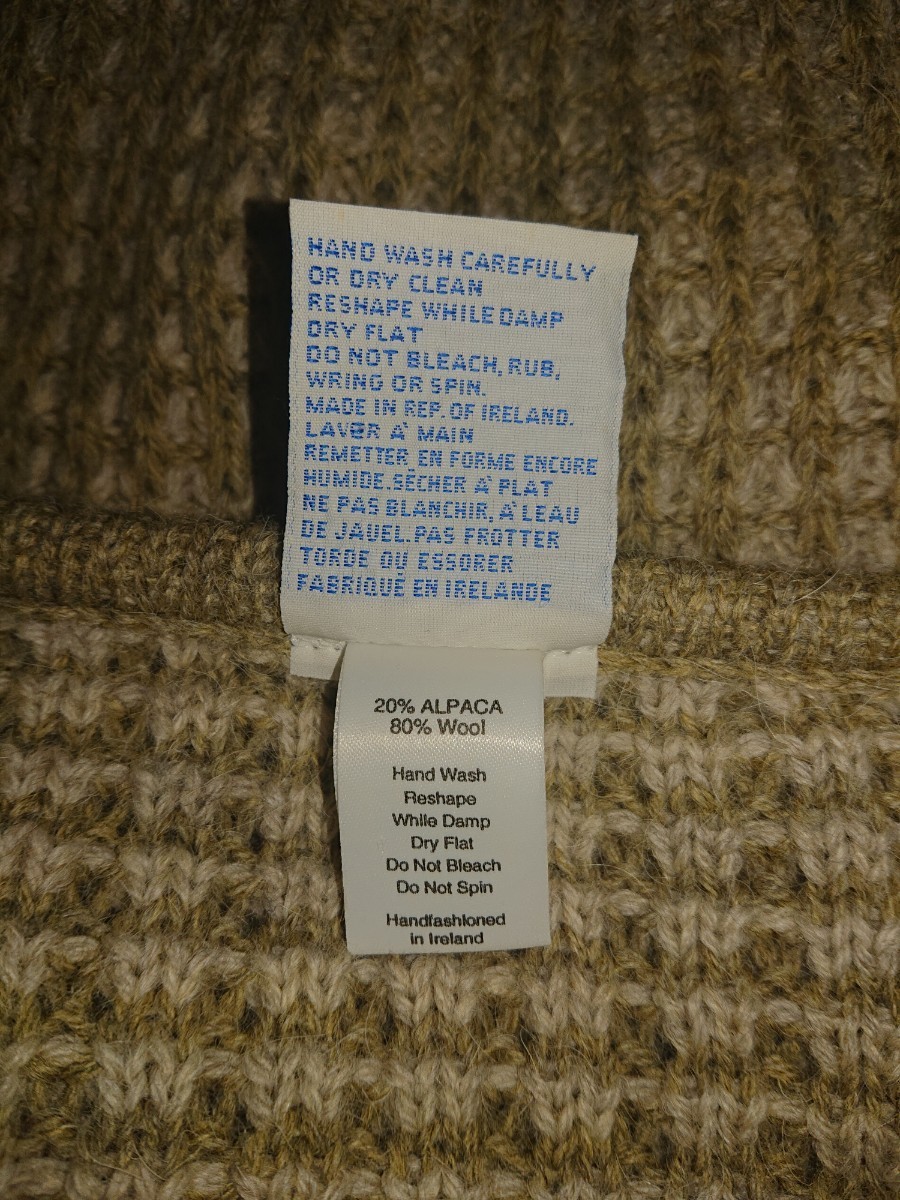 HAND WASH CAREFULLY
OR DRY CLEAN
RESHAPE WHILE DAMP
DRY FLAT
DO NOT BLEACH, RUB,
WRING OR SPIN.
MADE IN REP. OF IRELAND.
LAVER A' MAIN
REMETTER EN FORME ENCORE
HUMIDE.SÉCHER A' PLAT
NE PAS BLANCHIR, A' LEAU
DE JAUEL.PAS FROTTER
TORDE OU ESSORER
FABRIQUÉ EN IRELANDE
20% ALPACA
80% Wool
Hand Wash
Reshape
While Damp
Dry Flat
Do Not Bleach
Do Not Spin
Handfashioned
in Ireland